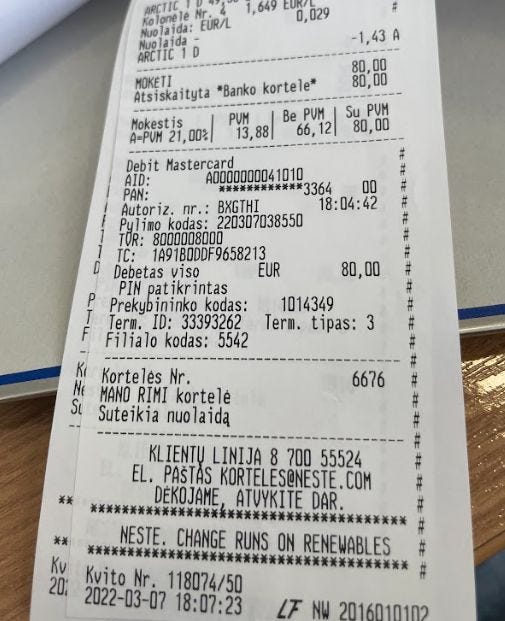 ARCTIC 1 D
Kolonėlė Nr. 4 1,649 EUR/L
Nuolaida: EUR/L 0,029
Nuolaida -
ARCTIC 1 D -1,43 A
MOKĖTI 80,00
Atsiskaityta *Banko kortele* 80,00
Mokestis PVM Be PVM Su PVM
A=PVM 21,00% 13,88 66,12 80,00
Debit Mastercard
AID: A0000000041010
PAN: ************3364 00
Autoriz. nr.: BXGTHI 18:04:42
Pylimo kodas: 220307038550
TVR: 8000008000
TC: 1A91B0DDF9658213
Debetas viso EUR 80,00
PIN patikrintas
Prekybininko kodas: 1014349
Term. ID: 33393262 Term. tipas: 3
Filialo kodas: 5542
Kortelės Nr. 6676
MANO RIMI kortelė
Suteikia nuolaidą
KLIENTŲ LINIJA 8 700 55524
EL. PAŠTAS KORTELES@NESTE.COM
DĖKOJAME, ATVYKITE DAR.
NESTE. CHANGE RUNS ON RENEWABLES
Kvito Nr. 118074/50
2022-03-07 18:07:23 LF NW 2016010102